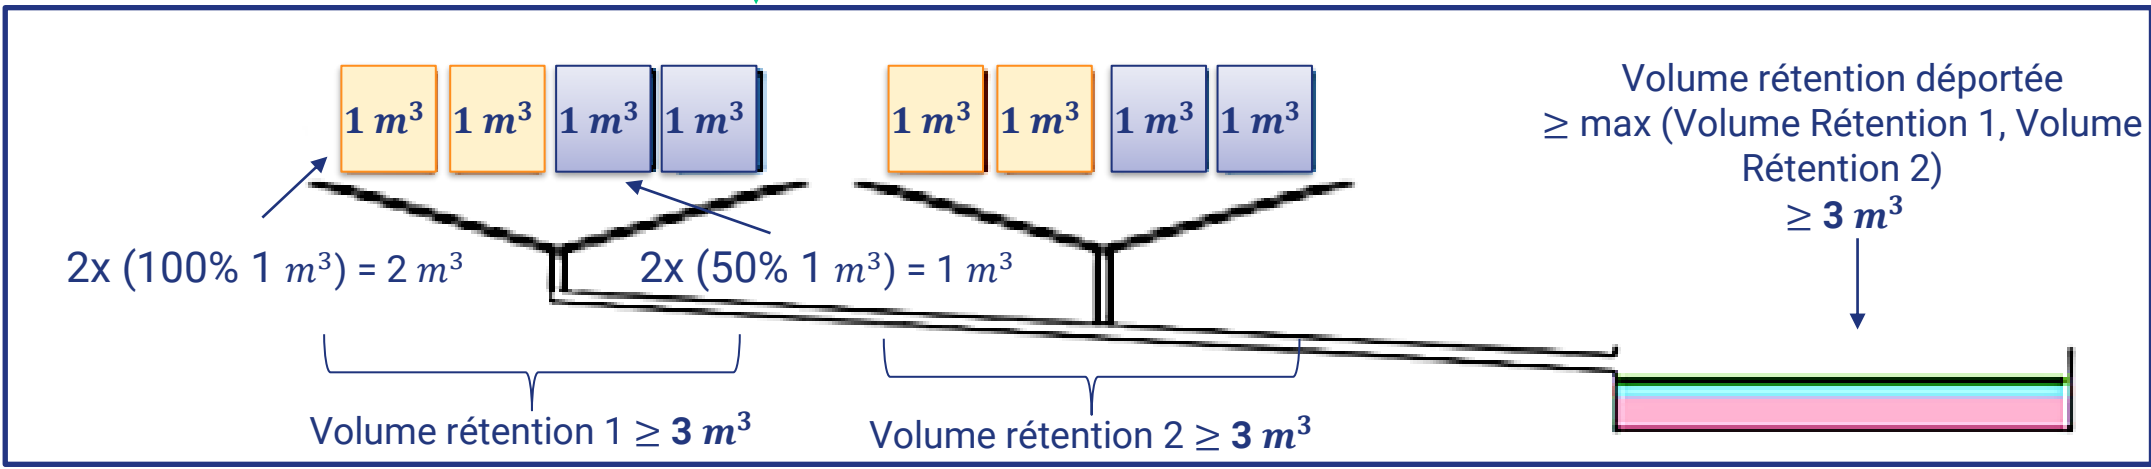 1 m³ 1 m³ 1 m³ 1 m³
1 m³ 1 m³ 1 m³ 1 m³
2x (100% 1 m³) = 2 m³
2x (50% 1 m³) = 1 m³
Volume rétention 1 ≥ 3 m³
Volume rétention 2 ≥ 3 m³
Volume rétention déportée
≥ max (Volume Rétention 1, Volume
Rétention 2)
≥ 3 m³